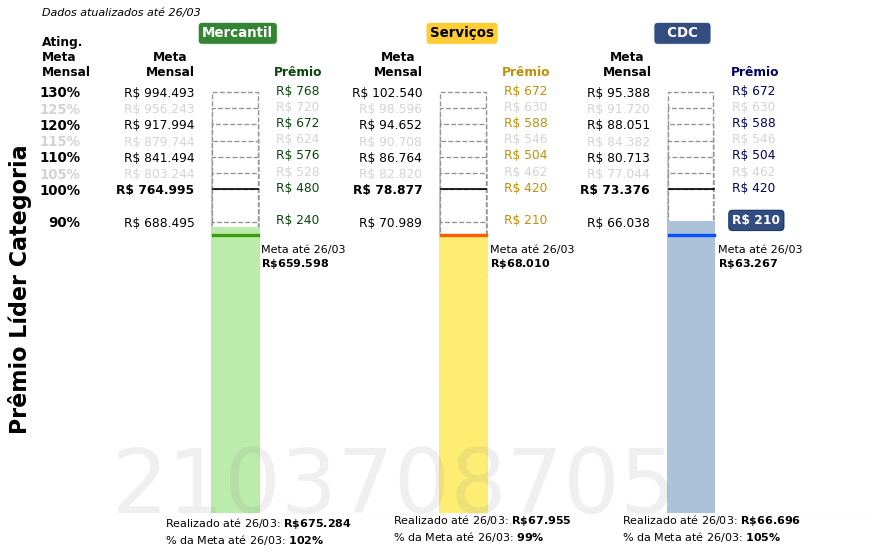 Dados atualizados até 26/03
Mercantil Serviços CDC
Ating. Meta Mensal
Meta Mensal Prêmio Meta Mensal Prêmio Meta Mensal Prêmio
130% R$ 994.493 R$ 768 R$ 102.540 R$ 672 R$ 95.388 R$ 672
125% R$ 956.243 R$ 720 R$ 98.596 R$ 630 R$ 91.720 R$ 630
120% R$ 917.994 R$ 672 R$ 94.652 R$ 588 R$ 88.051 R$ 588
115% R$ 879.744 R$ 624 R$ 90.708 R$ 546 R$ 84.382 R$ 546
110% R$ 841.494 R$ 576 R$ 86.764 R$ 504 R$ 80.713 R$ 504
105% R$ 803.244 R$ 528 R$ 82.820 R$ 462 R$ 77.044 R$ 462
100% R$ 764.995 R$ 480 R$ 78.877 R$ 420 R$ 73.376 R$ 420
90% R$ 688.495 R$ 240 R$ 70.989 R$ 210 R$ 66.038 R$ 210
Meta até 26/03 Meta até 26/03 Meta até 26/03
R$659.598 R$68.010 R$63.267
Prêmio Líder Categoria
2103708705
Realizado até 26/03: R$675.284 Realizado até 26/03: R$67.955 Realizado até 26/03: R$66.696
% da Meta até 26/03: 102% % da Meta até 26/03: 99% % da Meta até 26/03: 105%